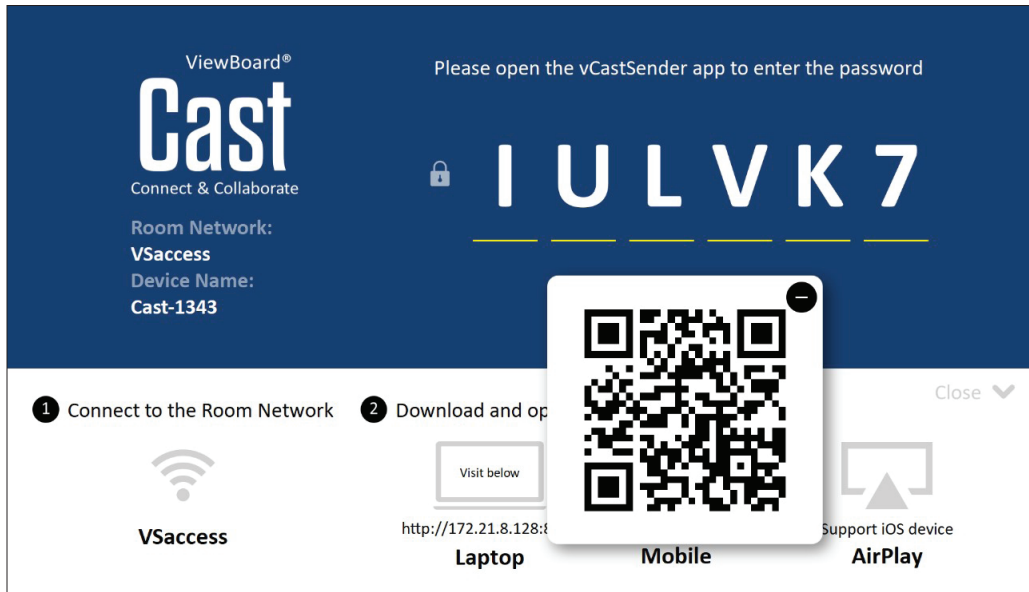 ViewBoard®
Cast
Connect & Collaborate
Room Network:
VSaccess
Device Name:
Cast-1343
Please open the vCastSender app to enter the password
I U L V K 7
Close
1 Connect to the Room Network
2 Download and op
Visit below
VSaccess
http://172.21.8.128:8
Laptop
Mobile
Support iOS device
AirPlay